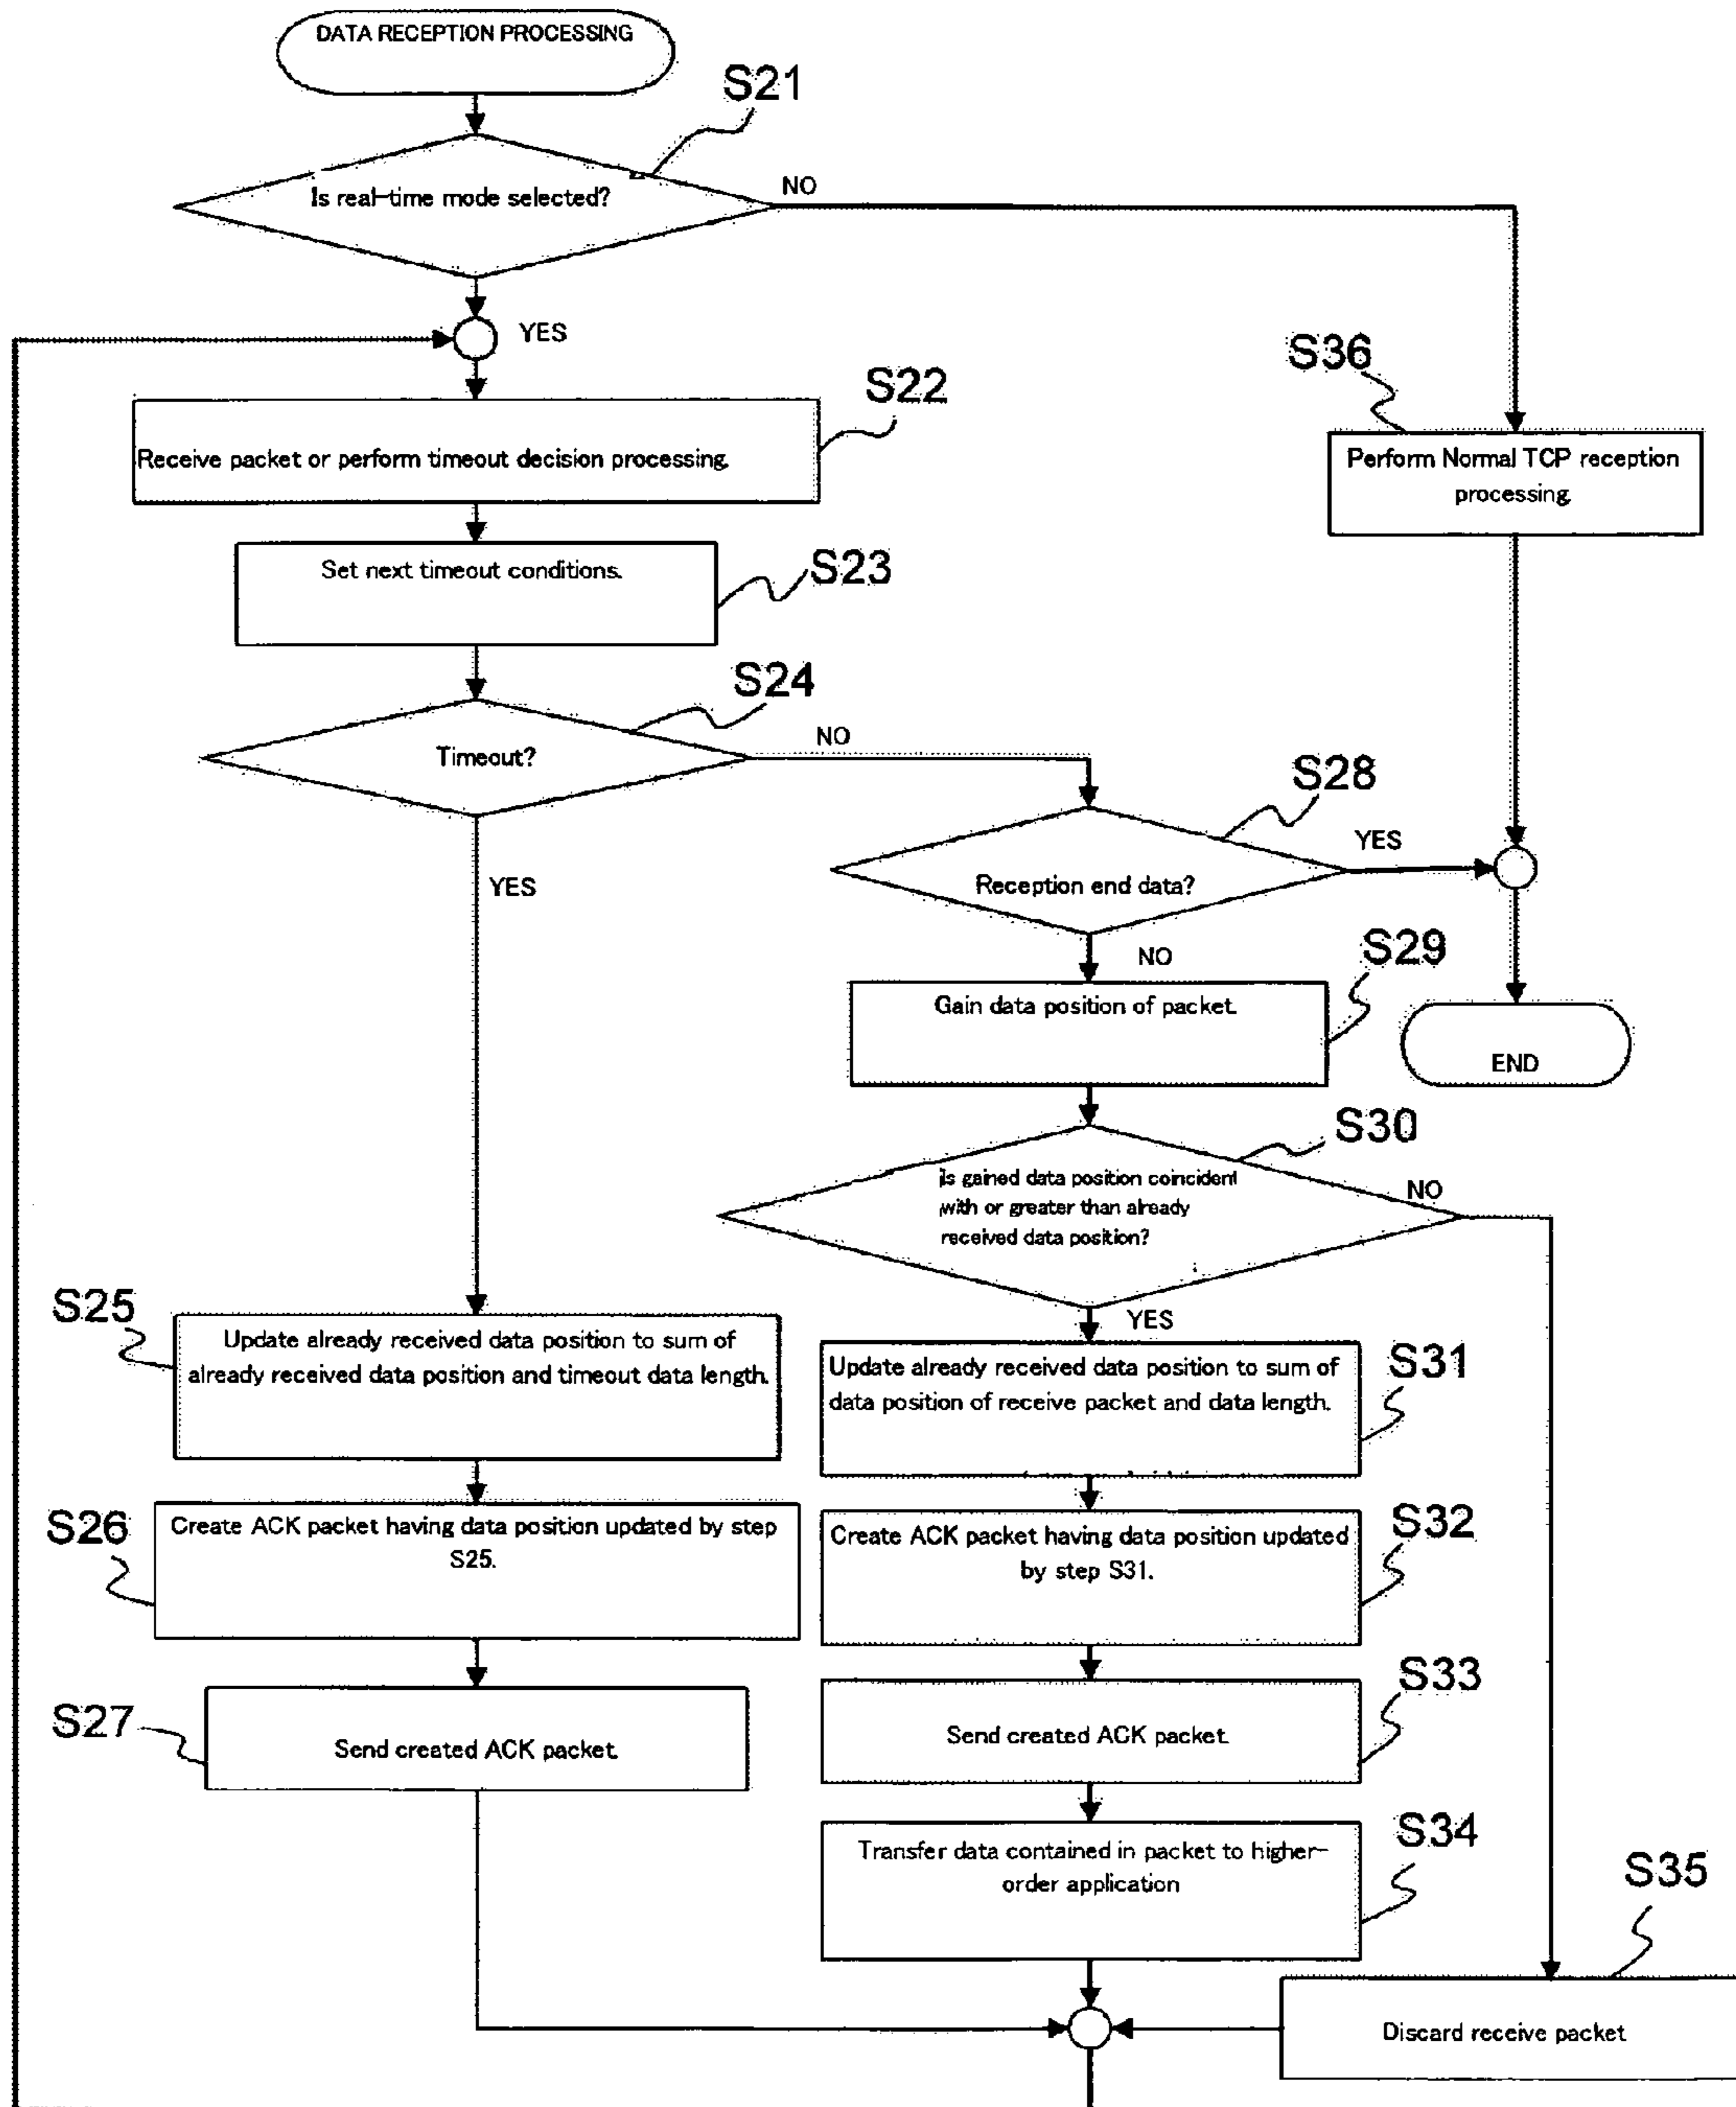 DATA RECEPTION PROCESSING
S21
Is real-time mode selected?
NO
YES
S22
Receive packet or perform timeout decision processing.
S36
Perform Normal TCP reception
processing.
S23
Set next timeout conditions.
S24
Timeout?
NO
YES
S28
Reception end data?
YES
NO
S29
Gain data position of packet.
END
S30
Is gained data position coincident
with or greater than already
received data position?
NO
YES
S25
Update already received data position to sum of
already received data position and timeout data length.
S31
Update already received data position to sum of
data position of receive packet and data length.
S26
Create ACK packet having data position updated by step
S25.
S32
Create ACK packet having data position updated
by step S31.
S27
Send created ACK packet.
S33
Send created ACK packet.
S34
Transfer data contained in packet to higher-
order application
S35
Discard receive packet